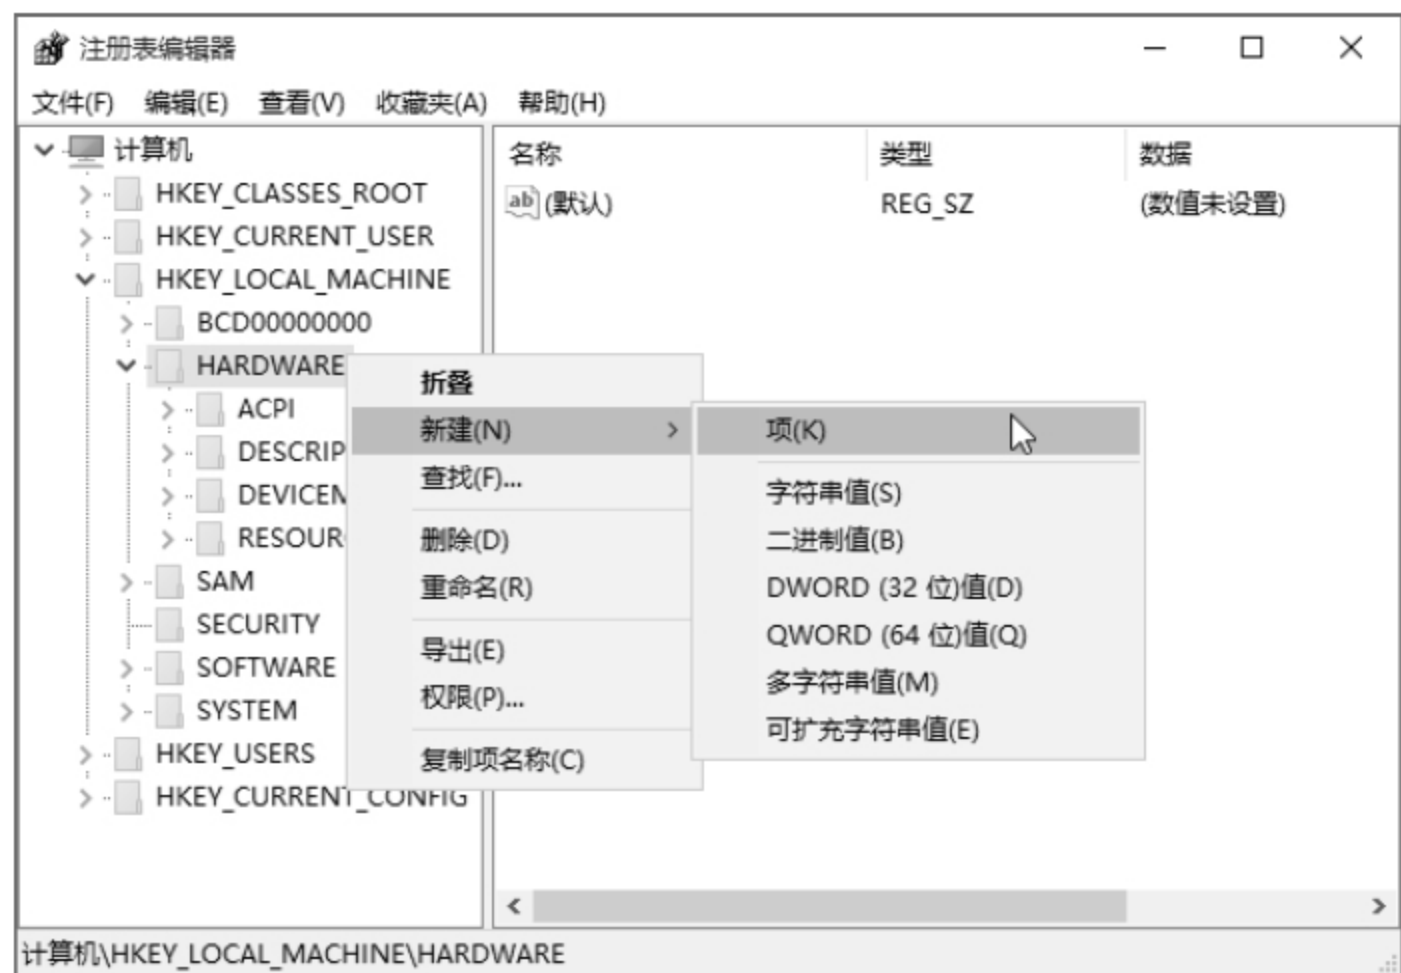 注册表编辑器
文件(F) 编辑(E) 查看(V) 收藏夹(A) 帮助(H)
计算机
HKEY_CLASSES_ROOT
HKEY_CURRENT_USER
HKEY_LOCAL_MACHINE
BCD00000000
HARDWARE
ACPI
DESCRIP
DEVICEM
RESOUR
SAM
SECURITY
SOFTWARE
SYSTEM
HKEY_USERS
HKEY_CURRENT_CONFIG
名称 类型 数据
ab (默认) REG_SZ (数值未设置)
折叠
新建(N)
查找(F)...
删除(D)
重命名(R)
导出(E)
权限(P)...
复制项名称(C)
项(K)
字符串值(S)
二进制值(B)
DWORD (32 位)值(D)
QWORD (64 位)值(Q)
多字符串值(M)
可扩充字符串值(E)
计算机\HKEY_LOCAL_MACHINE\HARDWARE